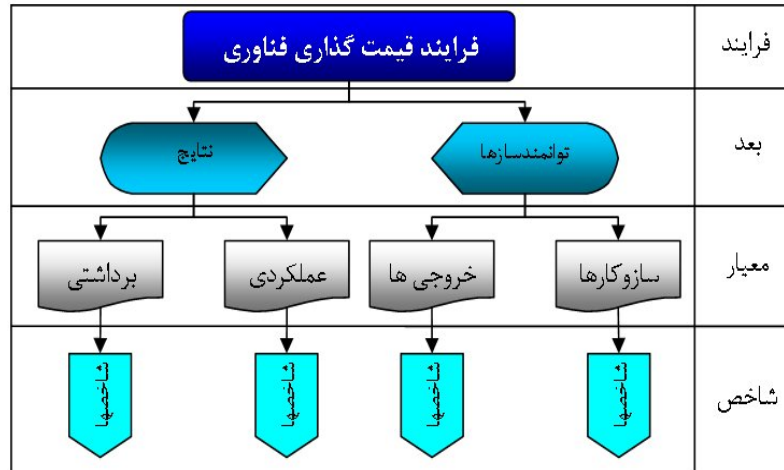 فرایند
فرایند قیمت گذاری فناوری
بعد
توانمندسازها
نتایج
معیار
سازوکارها
خروجی ها
عملکردی
برداشتی
شاخص
شاخصها
شاخصها
شاخصها
شاخصها